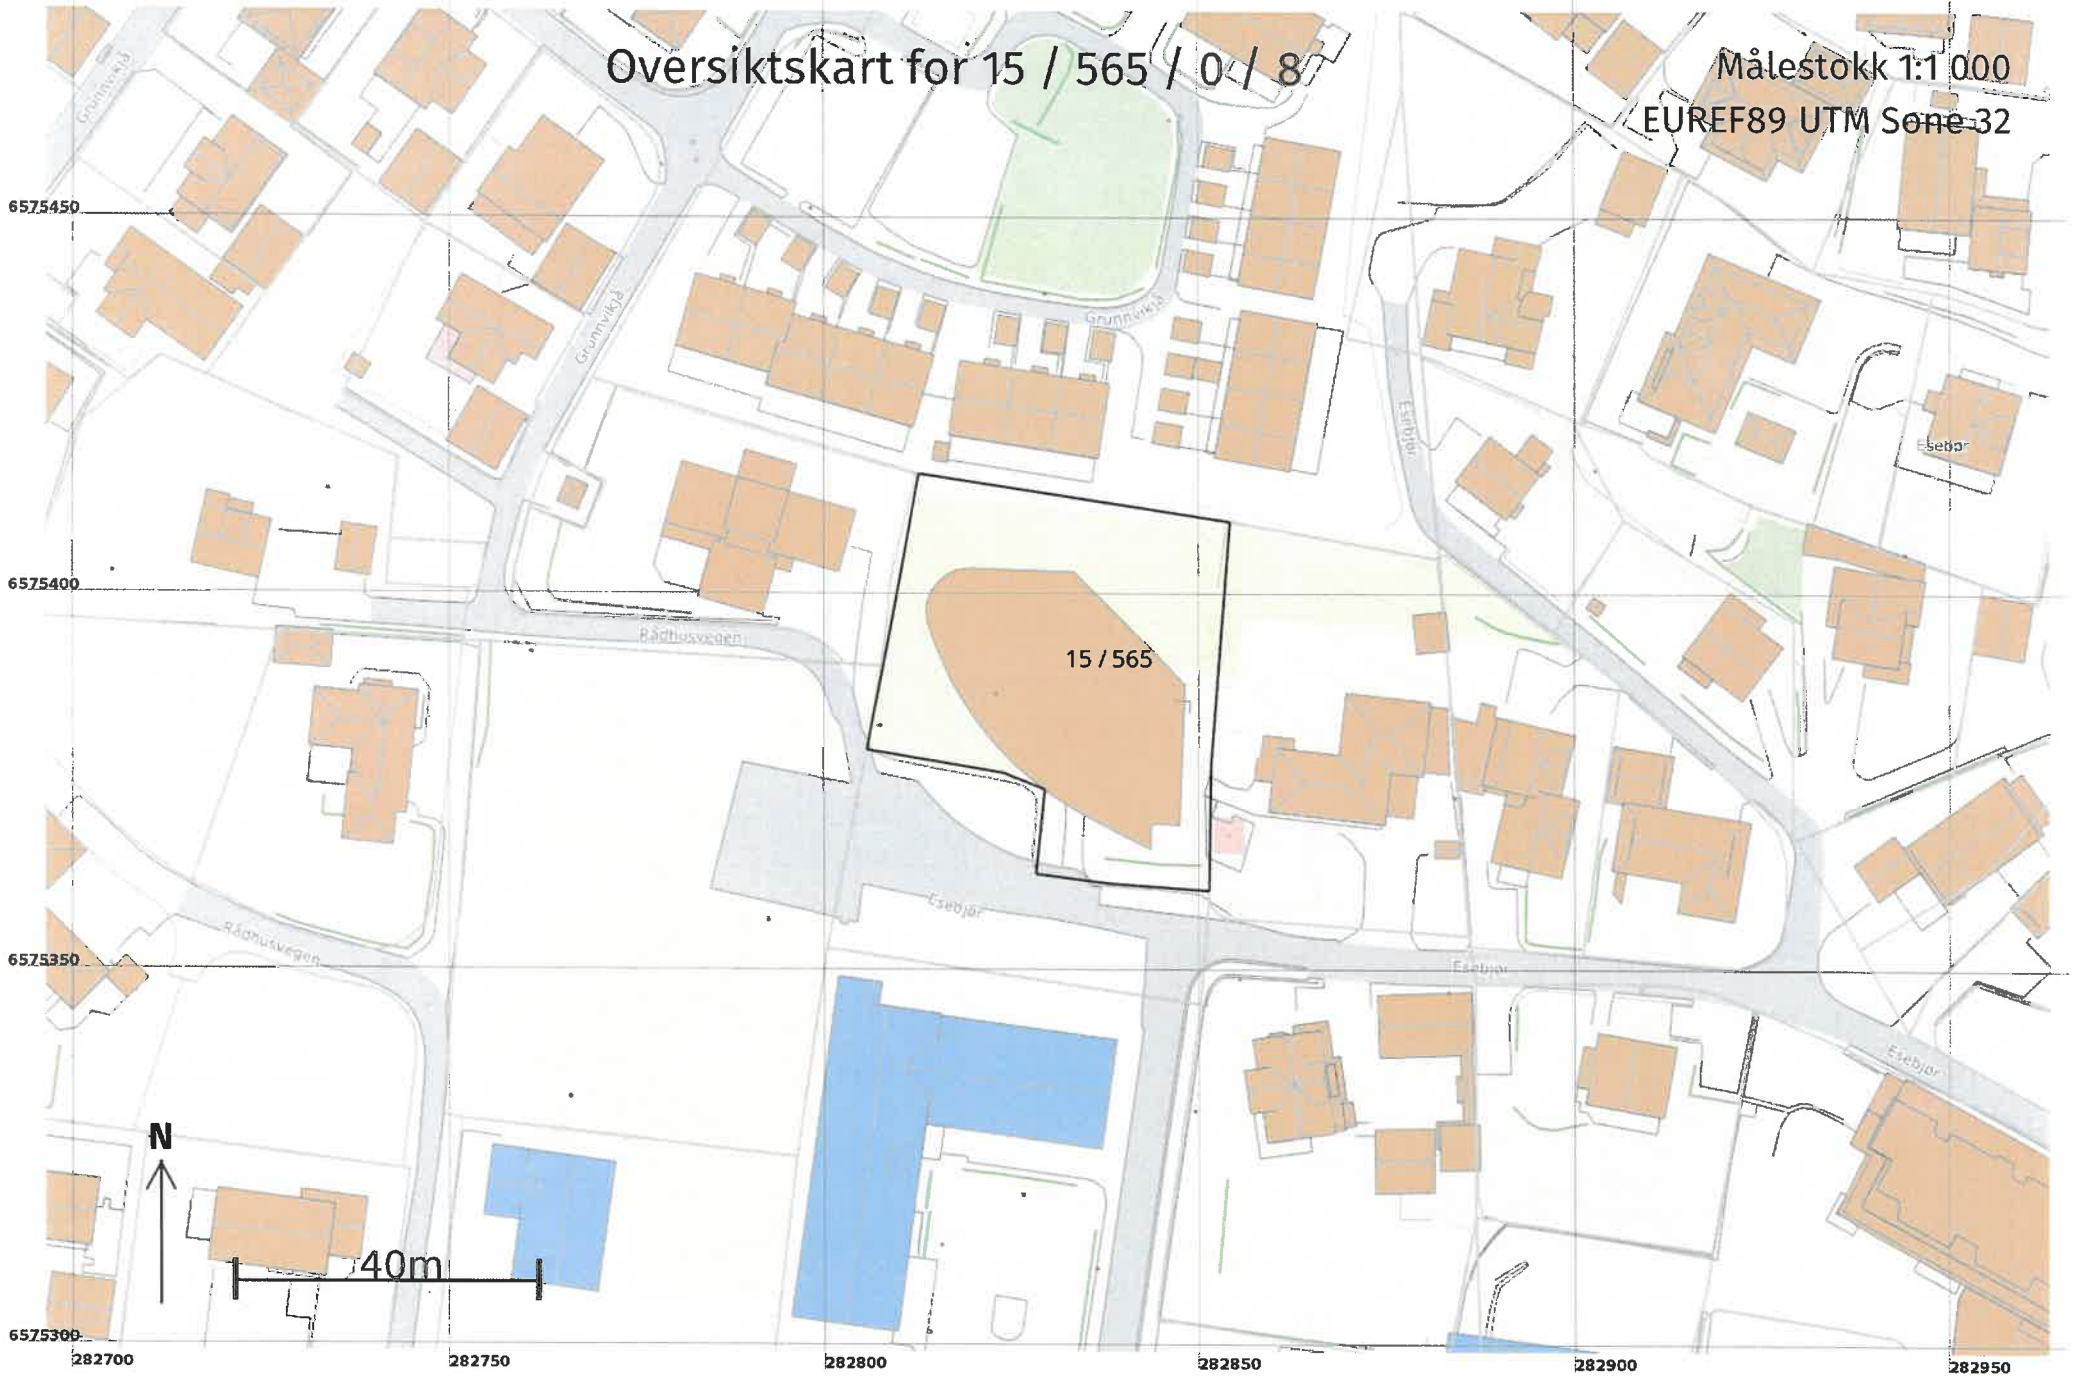 Oversiktskart for 15 / 565 / 0 / 8
Målestokk 1:1 000
EUREF89 UTM Sone 32
Grunnvikjå
6575450
Grunnvikjå
Grunnvikjå
Esebjør
Esebør
6575400
Rådhusvegen
15 / 565
Esebjør
Rådhusvegen
6575350
Esebjør
Esebjør
N
40m
6575300
282700
282750
282800
282850
282900
282950